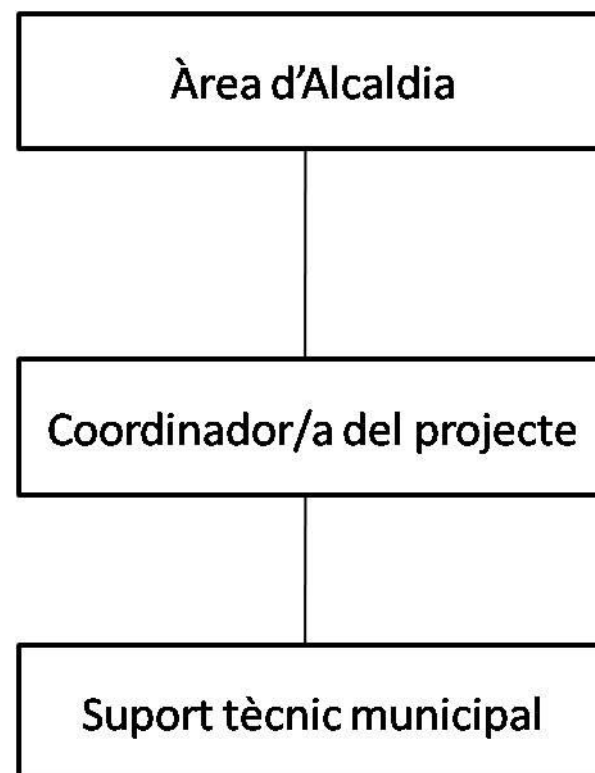 Àrea d’Alcaldia
Coordinador/a del projecte
Suport tècnic municipal